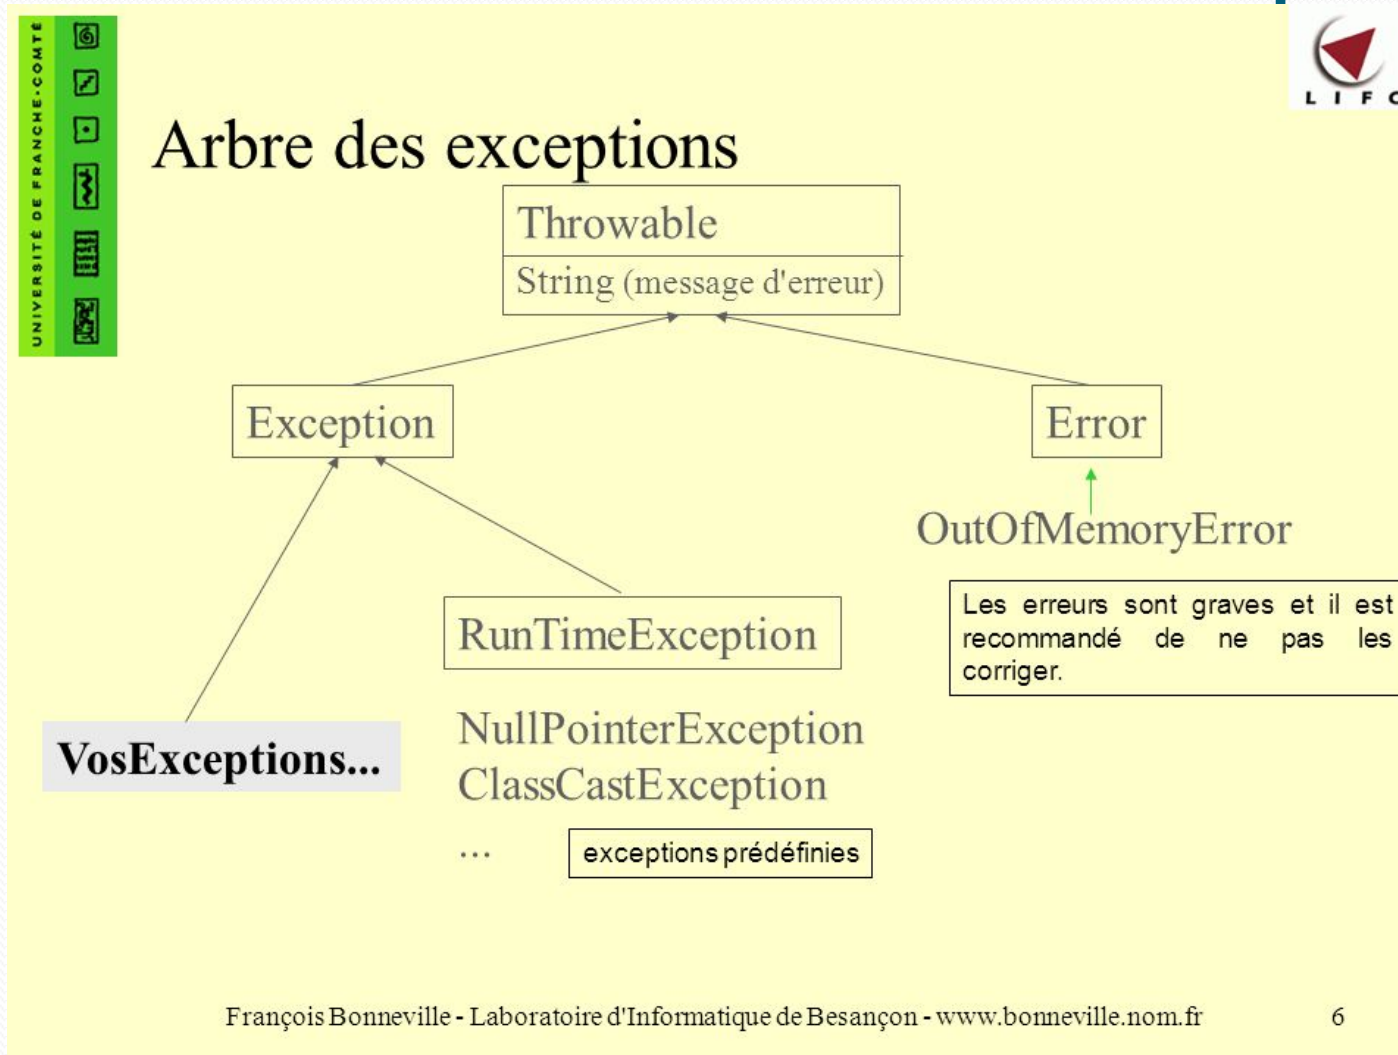 UNIVERSITÉ DE FRANCHE-COMTÉ
LIFC
Arbre des exceptions
Throwable
String (message d'erreur)
Exception
Error
OutOfMemoryError
Les erreurs sont graves et il est
recommandé de ne pas les
corriger.
RunTimeException
NullPointerException
ClassCastException
...
exceptions prédéfinies
VosExceptions...
François Bonneville - Laboratoire d'Informatique de Besançon - www.bonneville.nom.fr
6